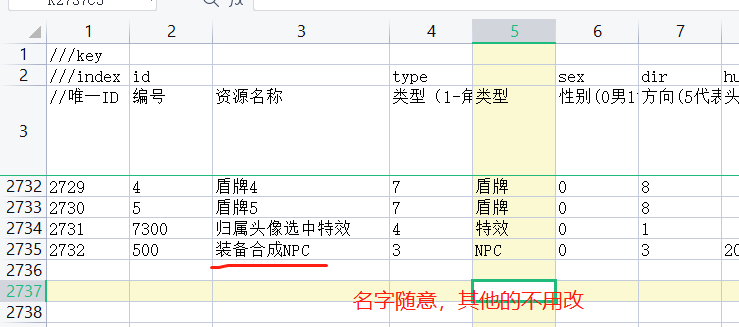 R2737C5
1 2 3 4 5 6 7
1 ///key
2 ///index id type sex dir hu
3 //唯一ID 编号 资源名称 类型（1-角 类型 性别(0男1 方向(5代表 头
2732 2729 4 盾牌4 7 盾牌 0 8
2733 2730 5 盾牌5 7 盾牌 0 8
2734 2731 7300 归属头像选中特效 4 特效 0 1
2735 2732 500 装备合成NPC 3 NPC 0 3 20
2736
2737 名字随意，其他的不用改
2738